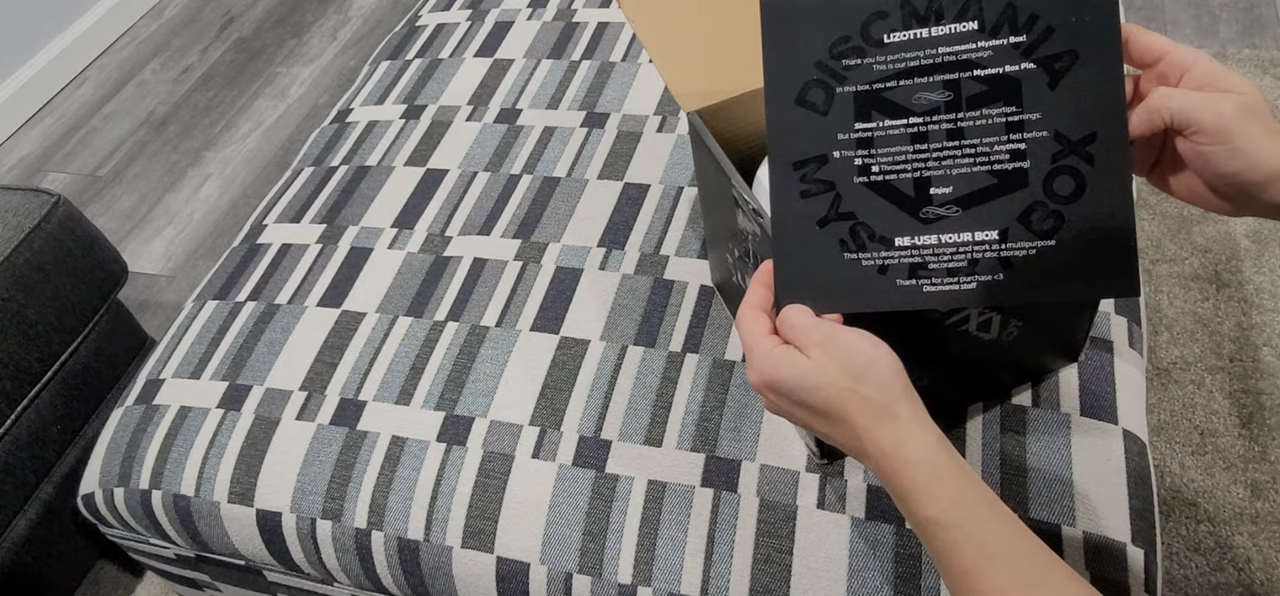 DISCMANIA
LIZOTTE EDITION
Thank you for purchasing the Discmania Mystery Box!
This is our last box of this campaign.
In this box, you will also find a limited run Mystery Box Pin.
Simon's Dream Disc is almost at your fingertips...
But before you reach out to the disc, here are a few warnings:
1) This disc is something that you have never seen or felt before.
2) You have not thrown anything like this. Anything.
3) Throwing this disc will make you smile
(yes, that was one of Simon's goals when designing)
Enjoy!
MYSTERY BOX
RE-USE YOUR BOX
This box is designed to last longer and work as a multipurpose
box to your needs. You can use it for disc storage or
decoration!
Thank you for your purchase <3
Discmania staff